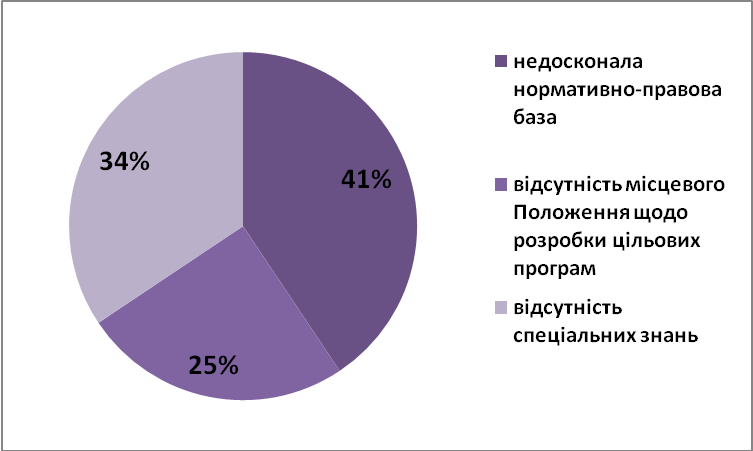 34%
41%
25%
недосконала
нормативно-правова
база
відсутність місцевого
Положення щодо
розробки цільових
програм
відсутність
спеціальних знань